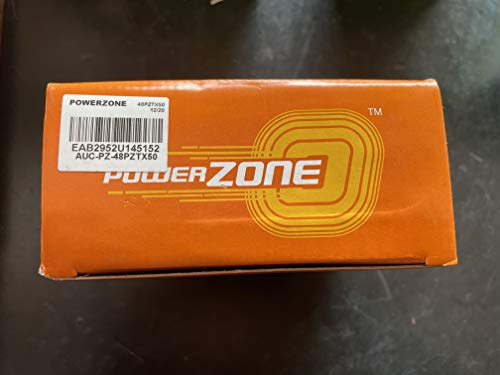 POWERZONE 48PZTX50
12/20
EAB2952U145152
AUC-PZ-48PZTX50
POWERZONE
TM